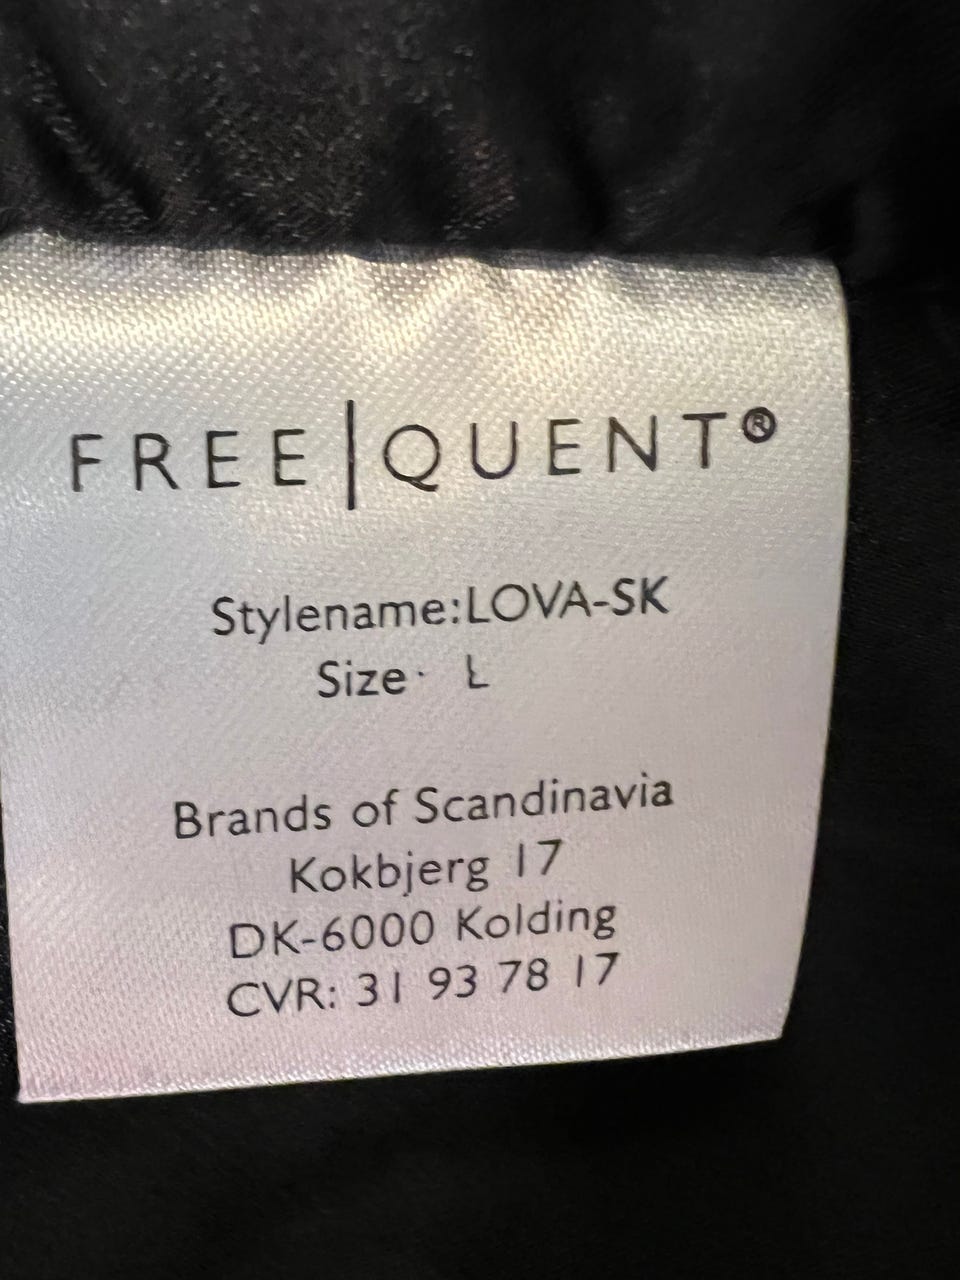 FREE|QUENT®
Stylename:LOVA-SK
Size: L
Brands of Scandinavia
Kokbjerg 17
DK-6000 Kolding
CVR: 31 93 78 17